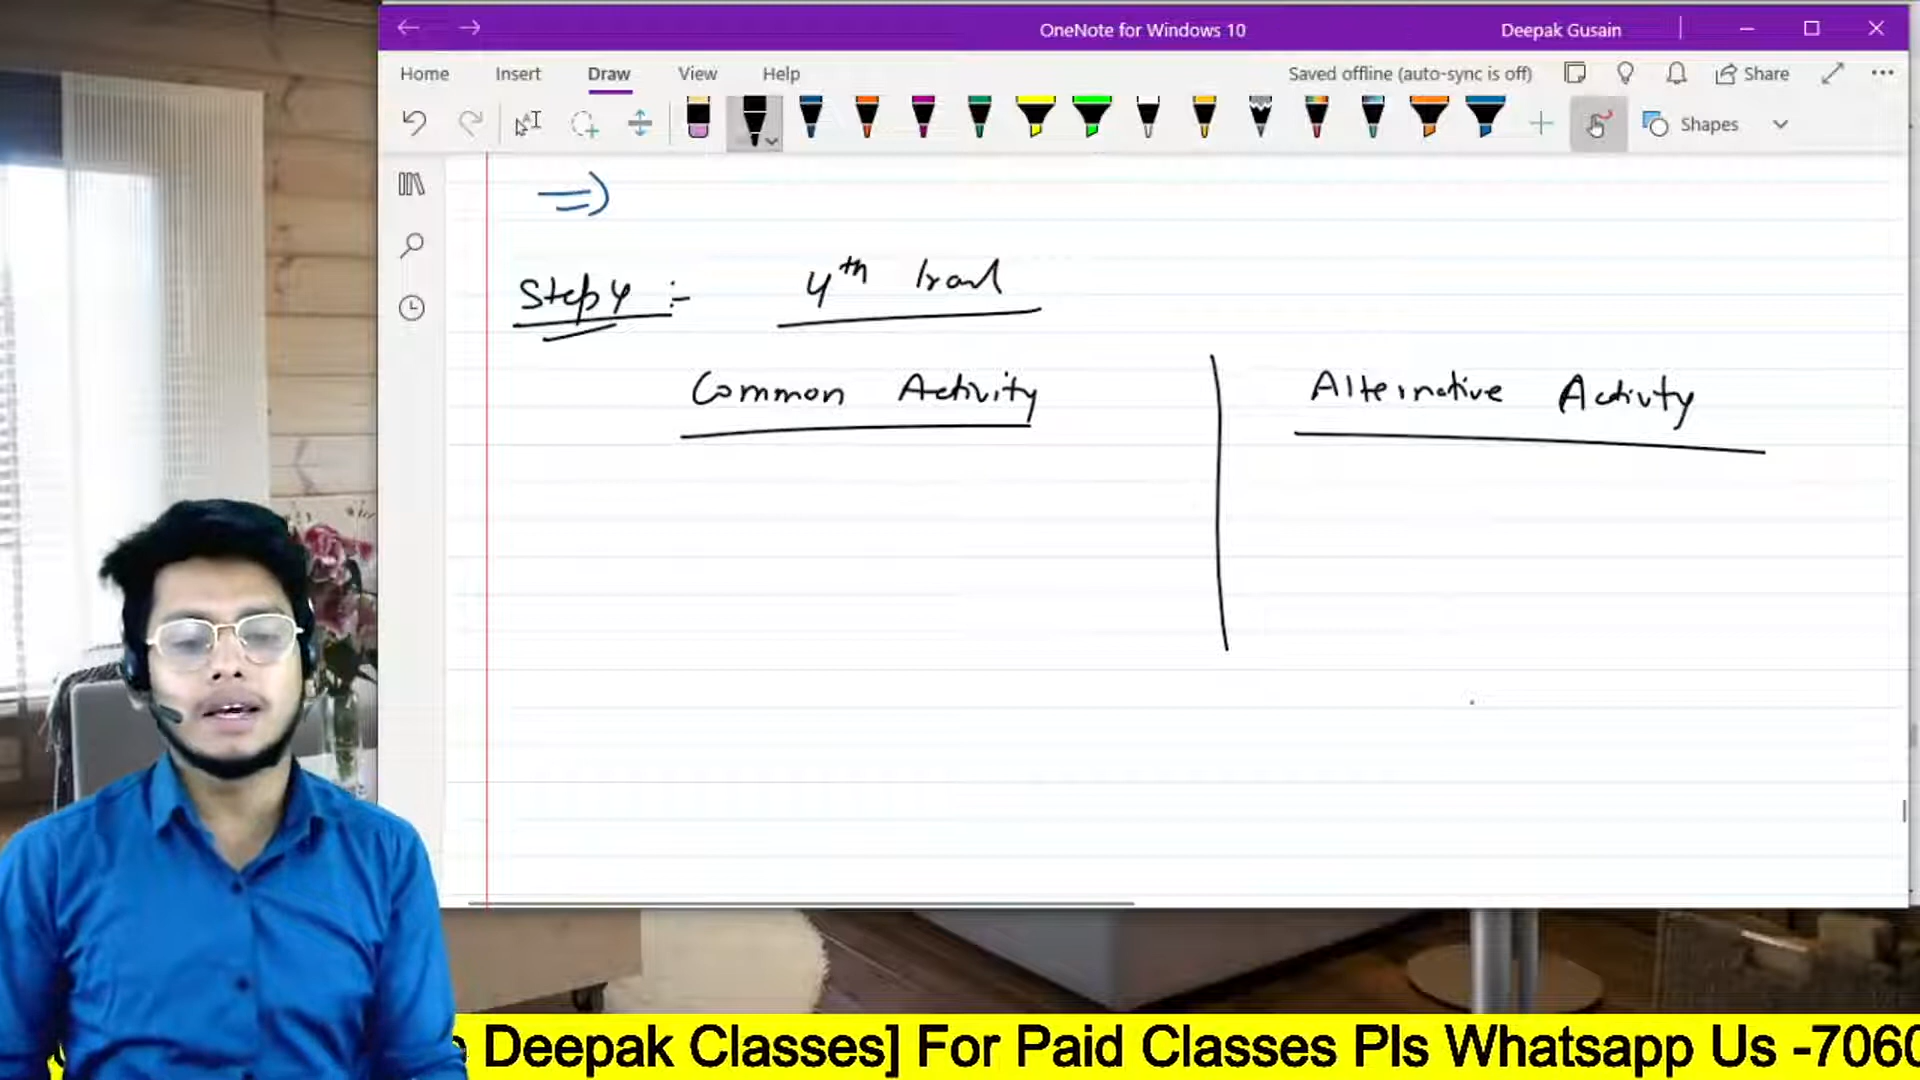 OneNote for Windows 10 Deepak Gusain
Home Insert Draw View Help Saved offline (auto-sync is off) Share
Shapes
Step 4 :- 4th
Common Activity
Alternative Activity
Deepak Classes] For Paid Classes Pls Whatsapp Us -7060